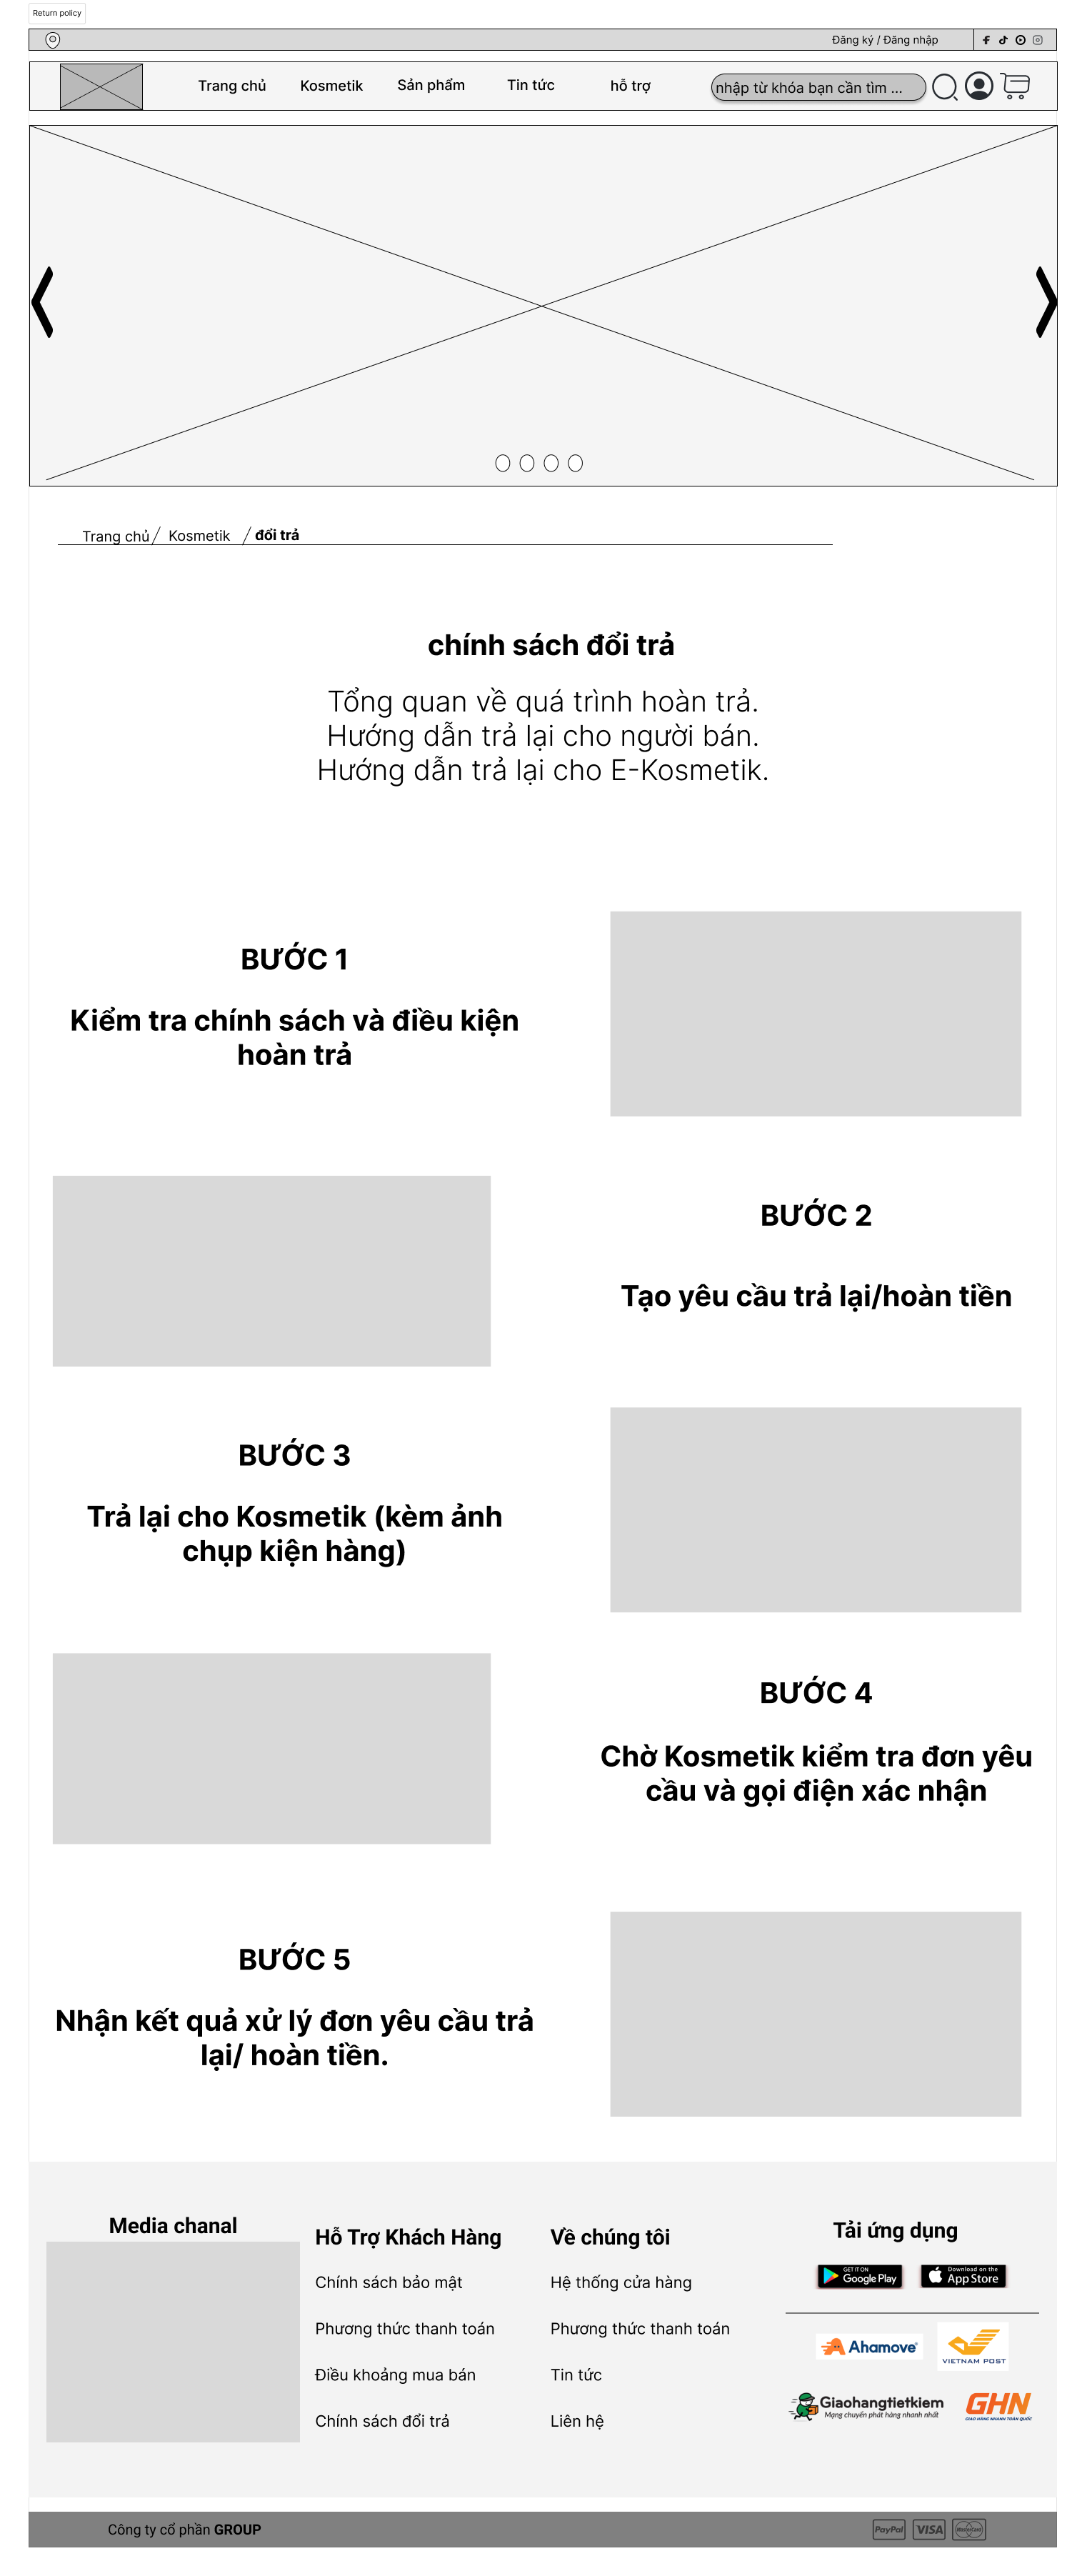 Return policy
Đăng ký / Đăng nhập
Trang chủ Kosmetik Sản phẩm Tin tức hỗ trợ nhập từ khóa bạn cần tìm ...
Trang chủ / Kosmetik / đổi trả
chính sách đổi trả
Tổng quan về quá trình hoàn trả.
Hướng dẫn trả lại cho người bán.
Hướng dẫn trả lại cho E-Kosmetik.
BƯỚC 1
Kiểm tra chính sách và điều kiện
hoàn trả
BƯỚC 2
Tạo yêu cầu trả lại/hoàn tiền
BƯỚC 3
Trả lại cho Kosmetik (kèm ảnh
chụp kiện hàng)
BƯỚC 4
Chờ Kosmetik kiểm tra đơn yêu
cầu và gọi điện xác nhận
BƯỚC 5
Nhận kết quả xử lý đơn yêu cầu trả
lại/ hoàn tiền.
Media chanal
Hỗ Trợ Khách Hàng
Chính sách bảo mật
Phương thức thanh toán
Điều khoảng mua bán
Chính sách đổi trả
Về chúng tôi
Hệ thống cửa hàng
Phương thức thanh toán
Tin tức
Liên hệ
Tải ứng dụng
GET IT ON
Google Play
Download on the
App Store
Ahamove
VIETNAM POST
Giaohangtietkiem
Mạng chuyển phát hàng nhanh nhất
GHN
GIAO HÀNG NHANH TOÀN QUỐC
Công ty cổ phần GROUP
PayPal VISA MasterCard